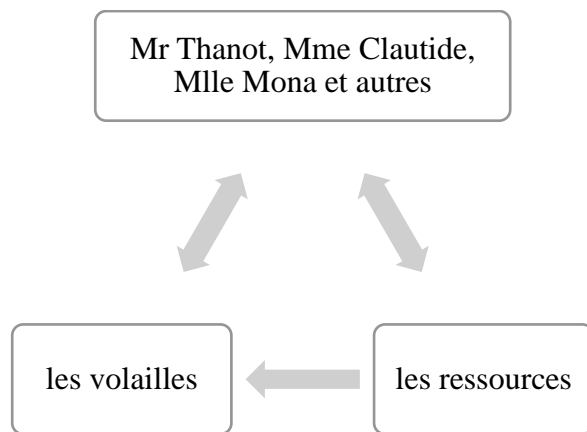 Mr Thanot, Mme Clautide,
Mlle Mona et autres
les volailles
les ressources